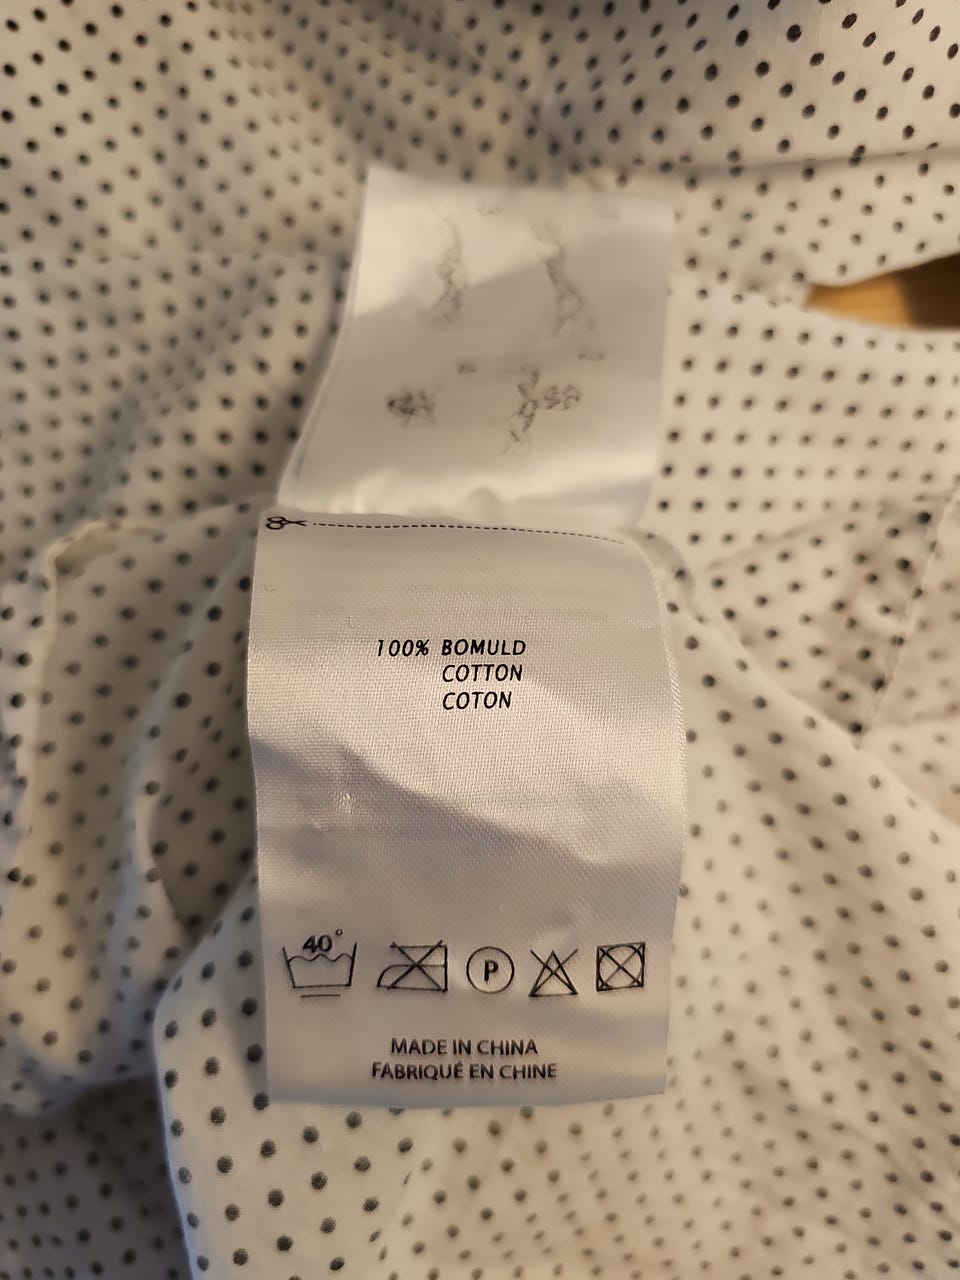 100% BOMULD
COTTON
COTON
40°
P
MADE IN CHINA
FABRIQUÉ EN CHINE